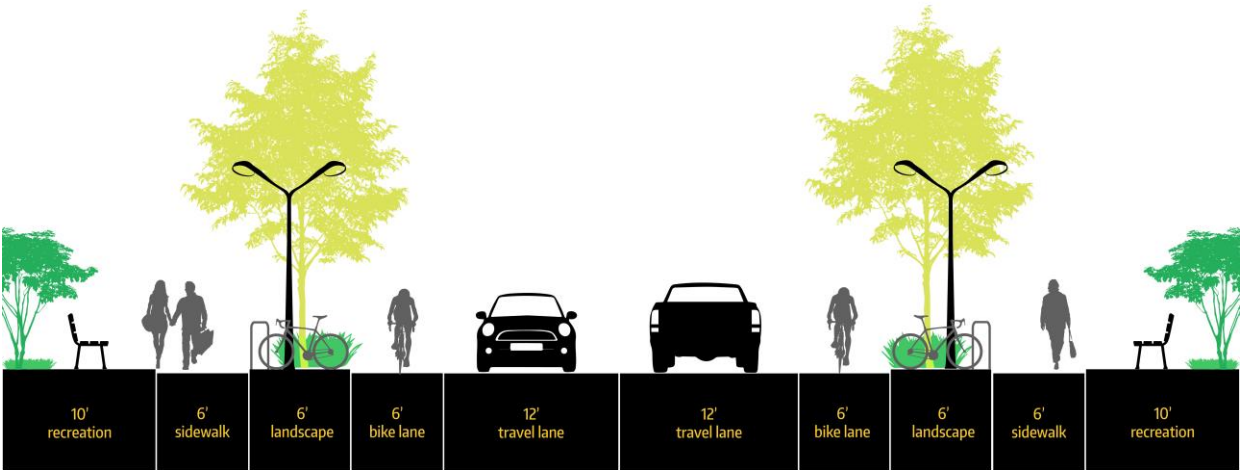 10'
recreation
6'
sidewalk
6'
landscape
6'
bike lane
12'
travel lane
12'
travel lane
6'
bike lane
6'
landscape
6'
sidewalk
10'
recreation